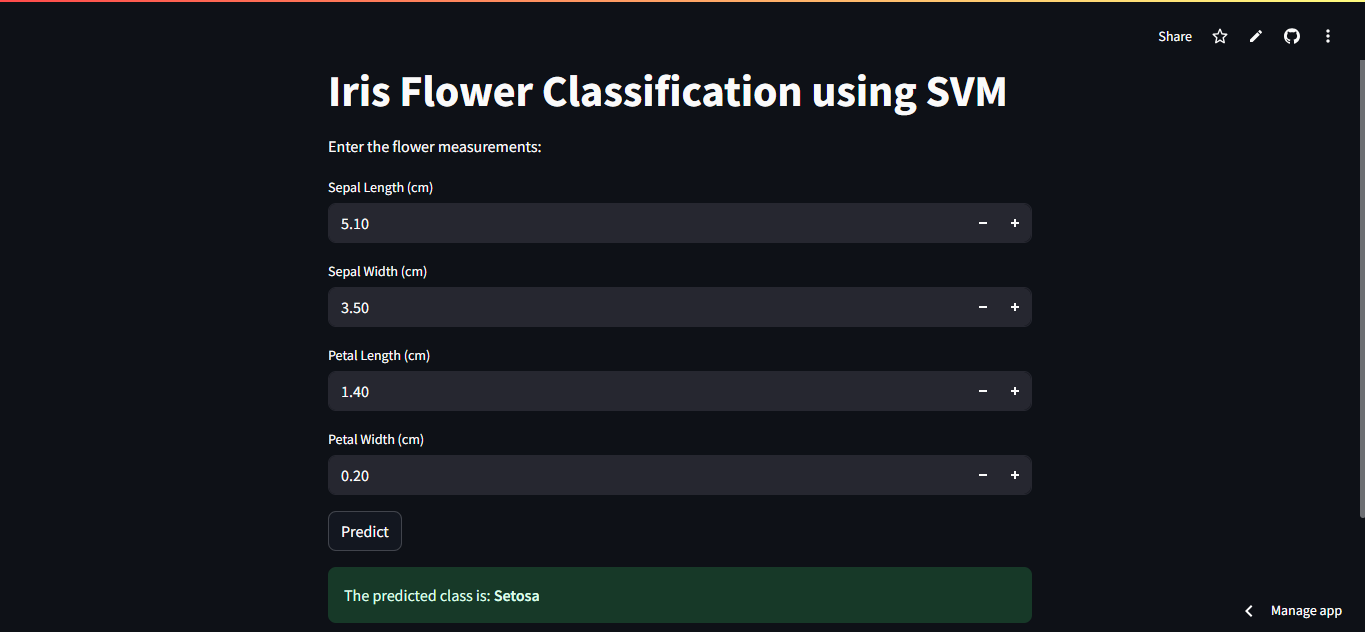 Share
Iris Flower Classification using SVM
Enter the flower measurements:
Sepal Length (cm)
5.10
Sepal Width (cm)
3.50
Petal Length (cm)
1.40
Petal Width (cm)
0.20
Predict
The predicted class is: Setosa
Manage app